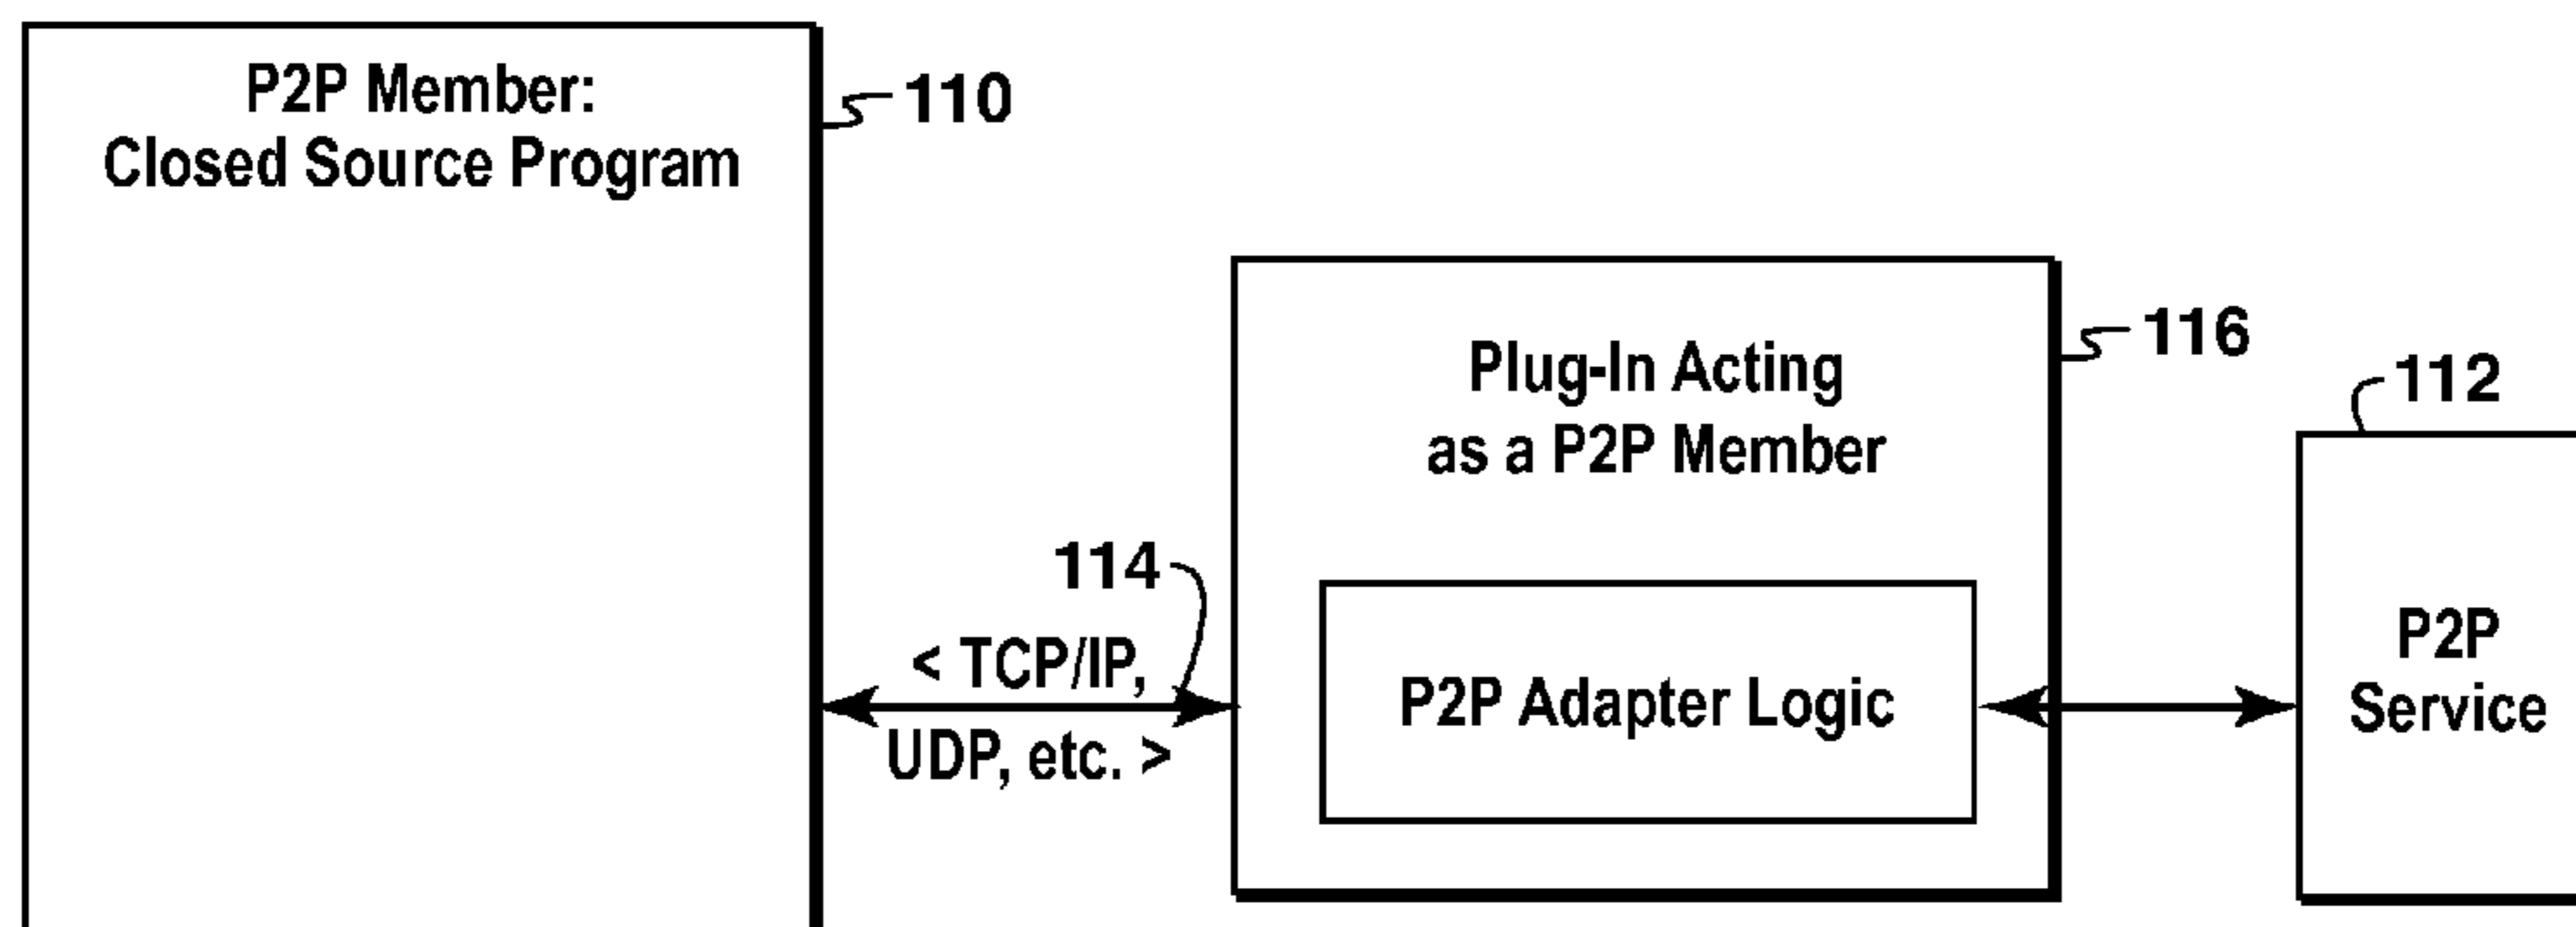 P2P Member:
Closed Source Program
110
Plug-In Acting
as a P2P Member
116
112
114
< TCP/IP,
UDP, etc. >
P2P Adapter Logic
P2P
Service